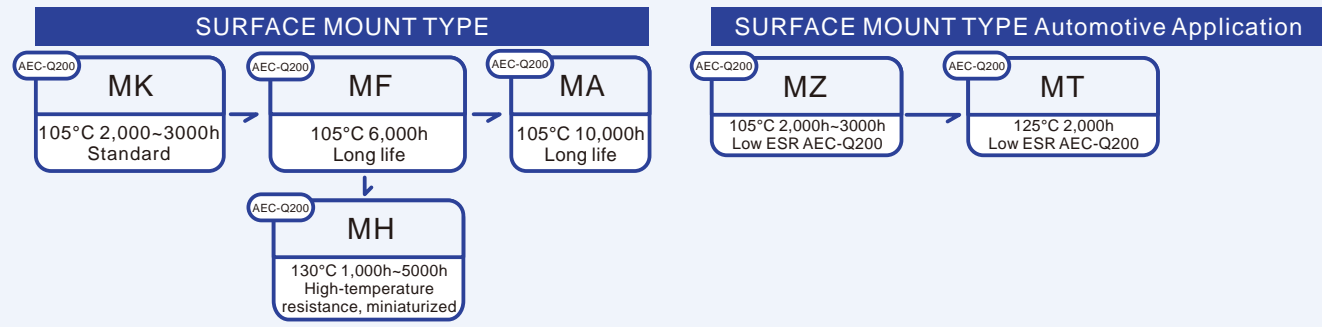 SURFACE MOUNT TYPE
AEC-Q200
MK
105°C 2,000~3000h
Standard
AEC-Q200
MF
105°C 6,000h
Long life
AEC-Q200
MA
105°C 10,000h
Long life
AEC-Q200
MH
130°C 1,000h~5000h
High-temperature
resistance, miniaturized
SURFACE MOUNT TYPE Automotive Application
AEC-Q200
MZ
105°C 2,000h~3000h
Low ESR AEC-Q200
AEC-Q200
MT
125°C 2,000h
Low ESR AEC-Q200